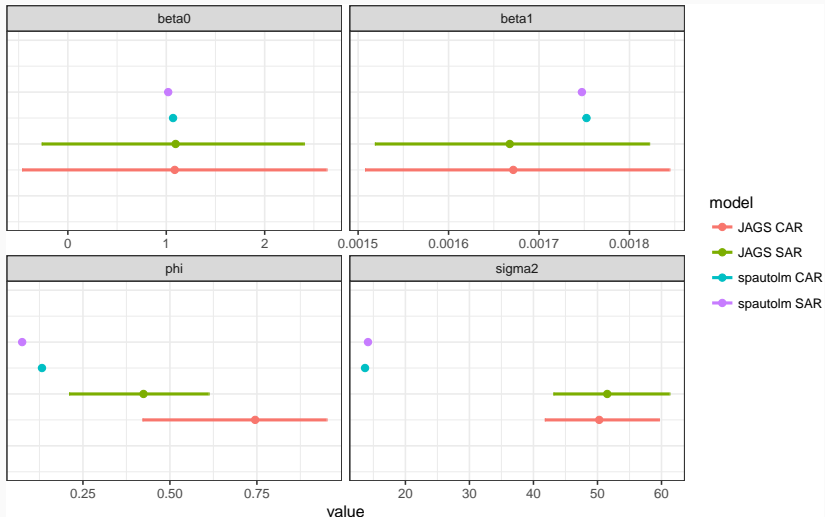 beta0 beta1
0 1 2 0.0015 0.0016 0.0017 0.0018
phi sigma2
0.25 0.50 0.75 20 30 40 50 60
value
model
JAGS CAR
JAGS SAR
spautolm CAR
spautolm SAR